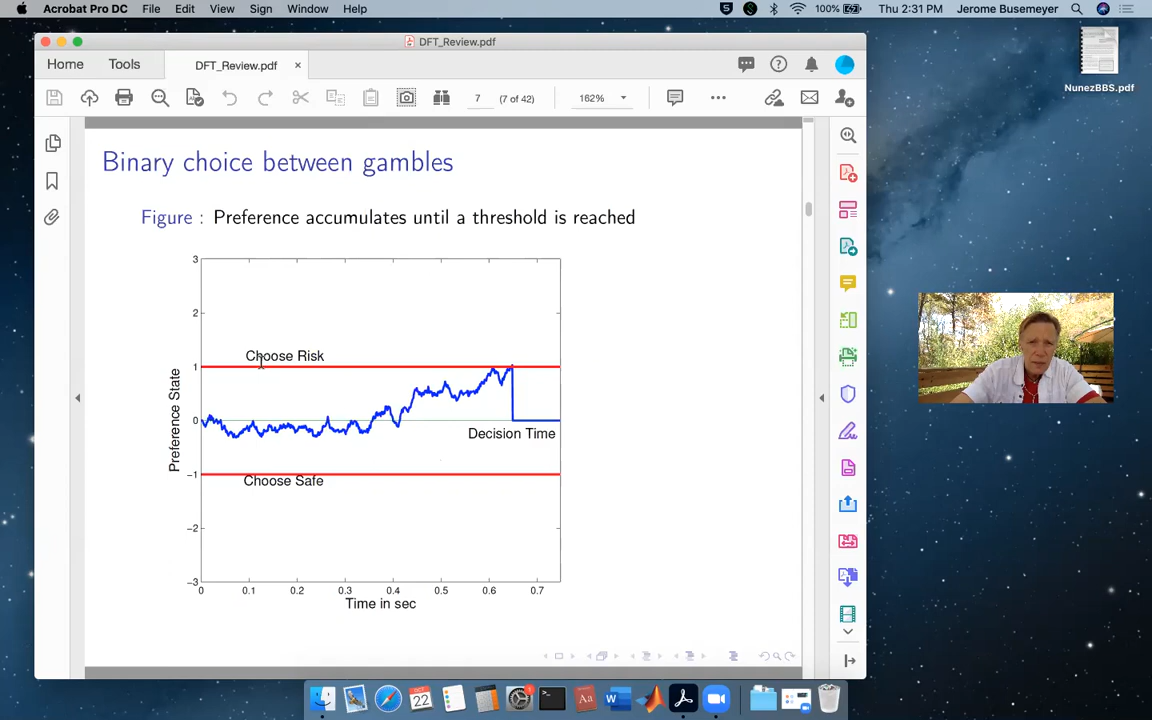 Acrobat Pro DC File Edit View Sign Window Help 100% Thu 2:31 PM Jerome Busemeyer
DFT_Review.pdf
Home Tools DFT_Review.pdf ×
7 (7 of 42) 162%
NunezBBS.pdf
Binary choice between gambles
Figure : Preference accumulates until a threshold is reached
3
2
Choose Risk
1
0
Decision Time
−1
Choose Safe
−2
−3
Preference State
0 0.1 0.2 0.3 0.4 0.5 0.6 0.7
Time in sec
OCT
22
Aa
W